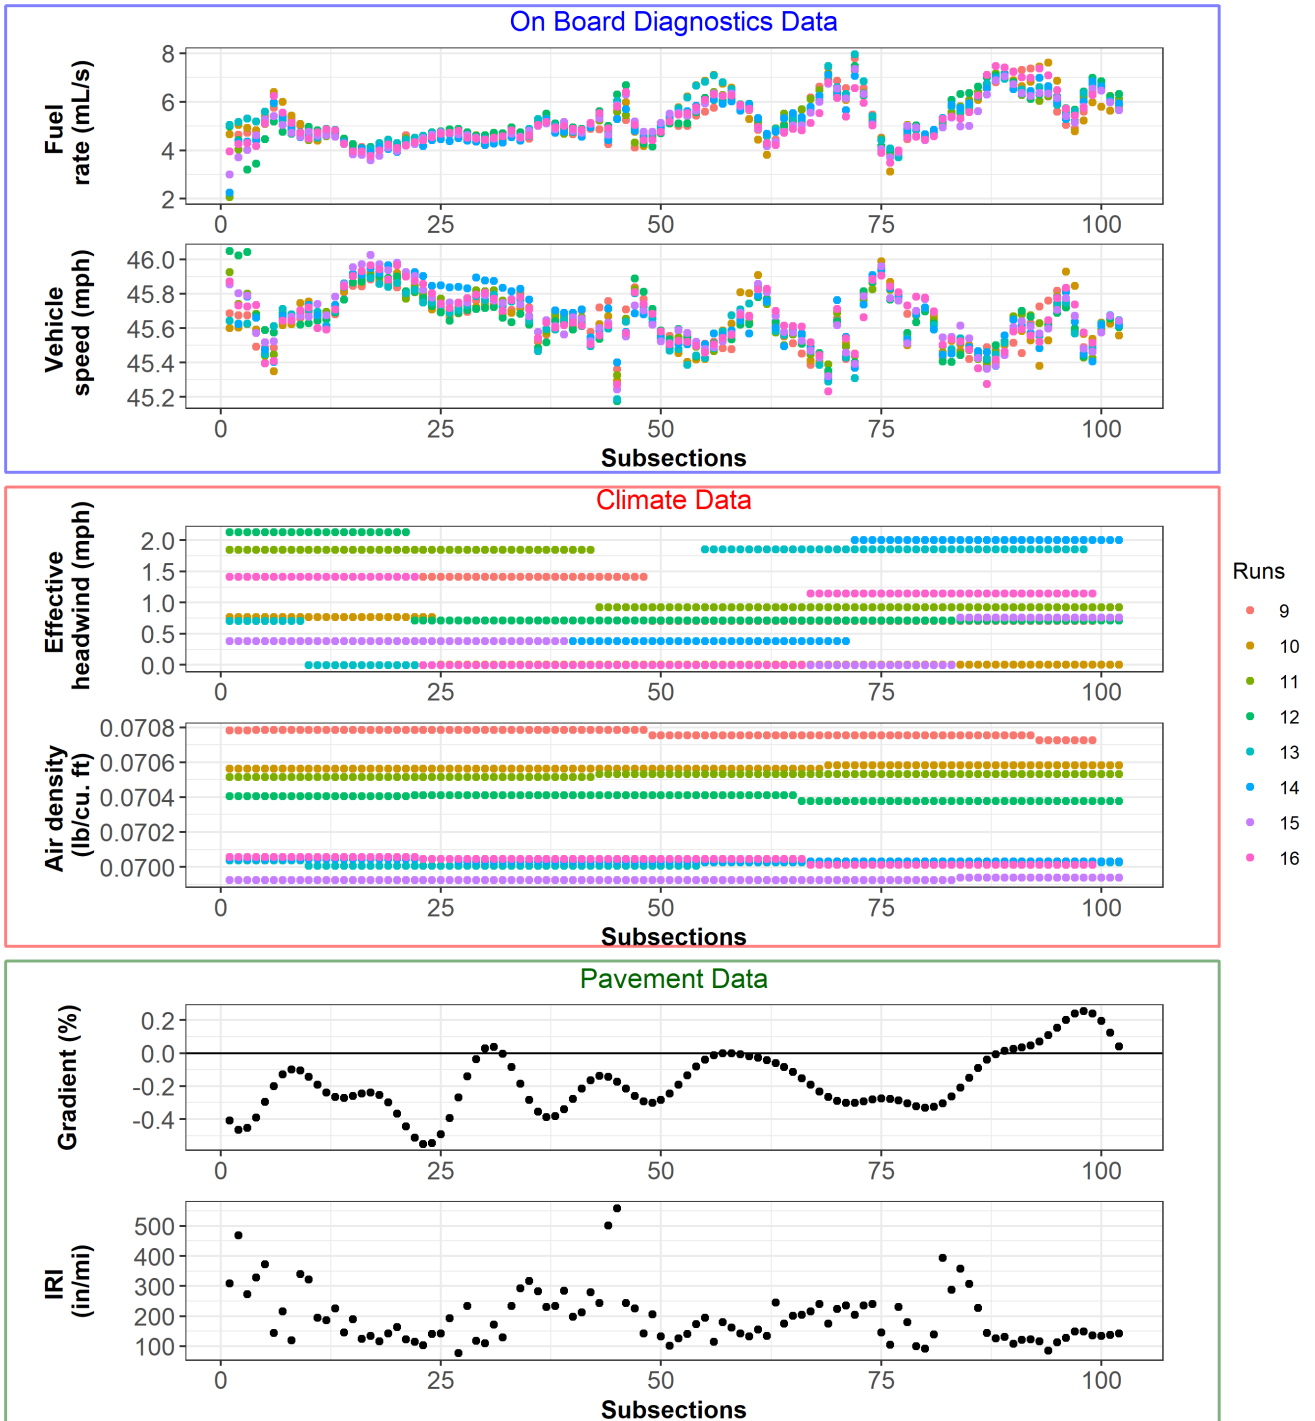 On Board Diagnostics Data
Fuel
rate (mL/s)
8
6
4
2
0 25 50 75 100
Vehicle
speed (mph)
46.0
45.8
45.6
45.4
45.2
0 25 50 75 100
Subsections
Climate Data
Effective
headwind (mph)
2.0
1.5
1.0
0.5
0.0
0 25 50 75 100
Air density
(lb/cu. ft)
0.0708
0.0706
0.0704
0.0702
0.0700
0 25 50 75 100
Subsections
Runs
9
10
11
12
13
14
15
16
Pavement Data
Gradient (%)
0.2
0.0
-0.2
-0.4
0 25 50 75 100
IRI
(in/mi)
500
400
300
200
100
0 25 50 75 100
Subsections